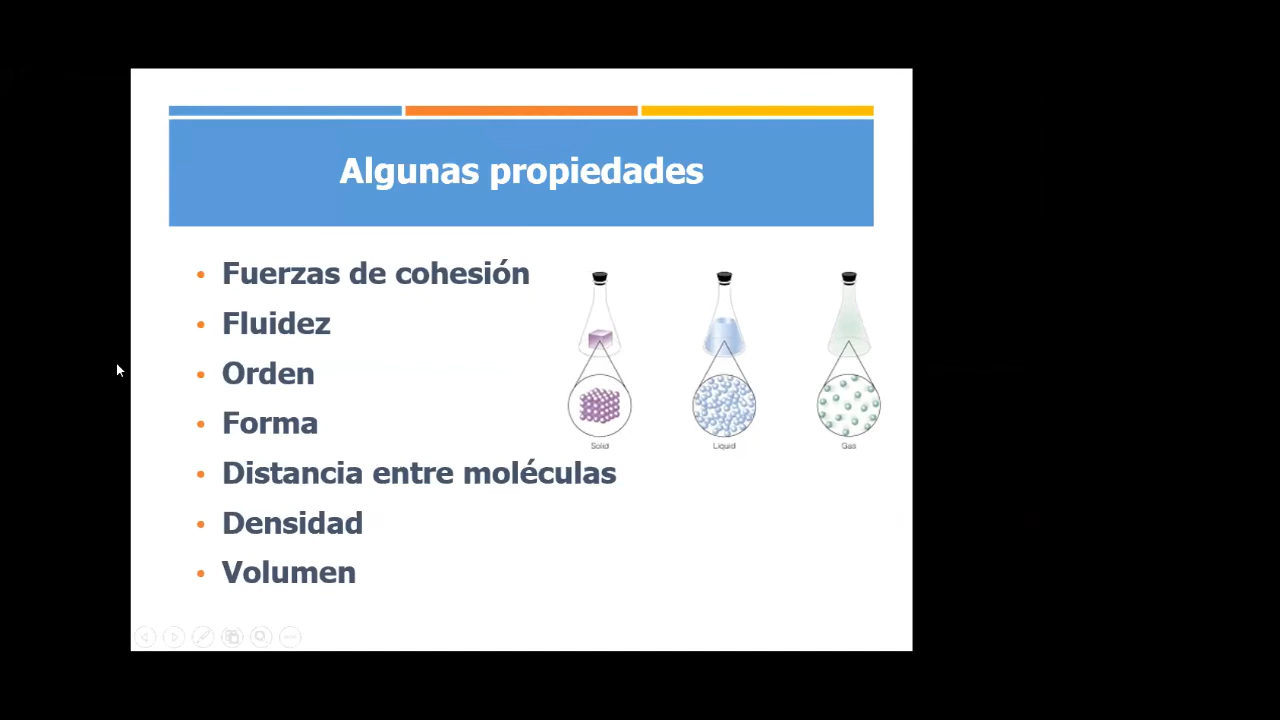 Algunas propiedades
• Fuerzas de cohesión
• Fluidez
• Orden
• Forma
• Distancia entre moléculas
• Densidad
• Volumen
Solid
Liquid
Gas